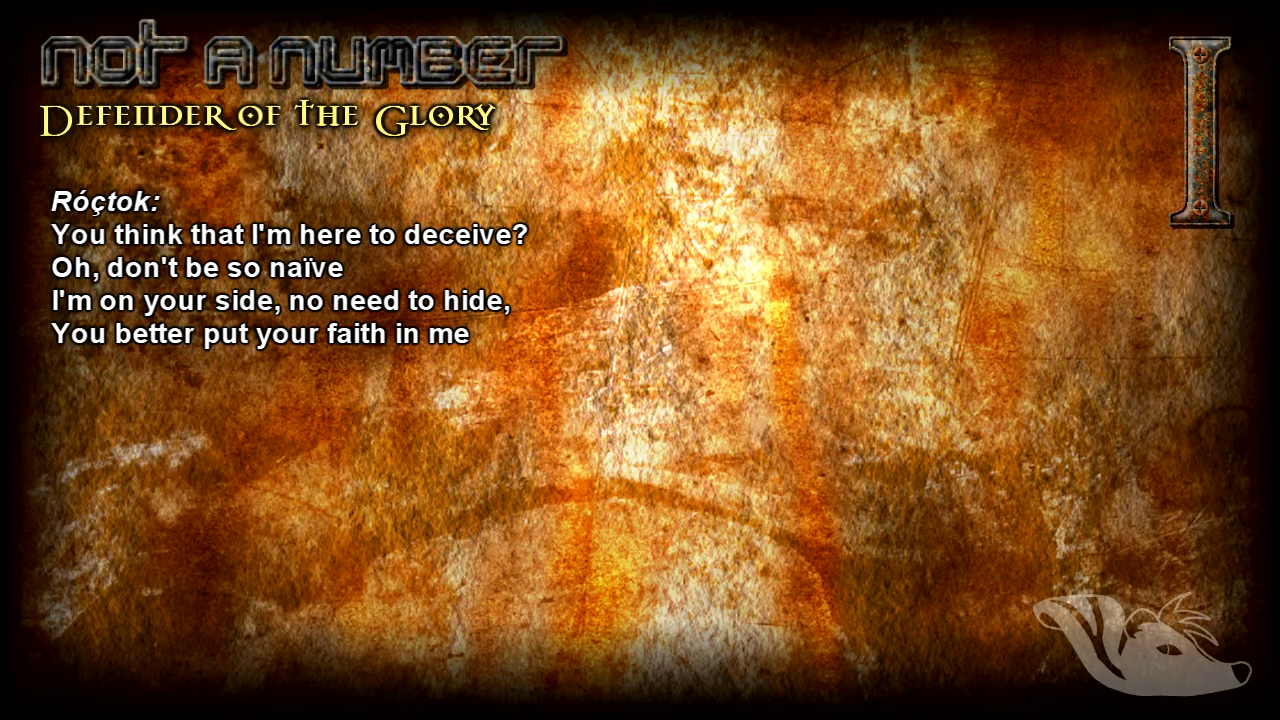 not a number
Defender of the Glory
I
Róçtok:
You think that I'm here to deceive?
Oh, don't be so naïve
I'm on your side, no need to hide,
You better put your faith in me